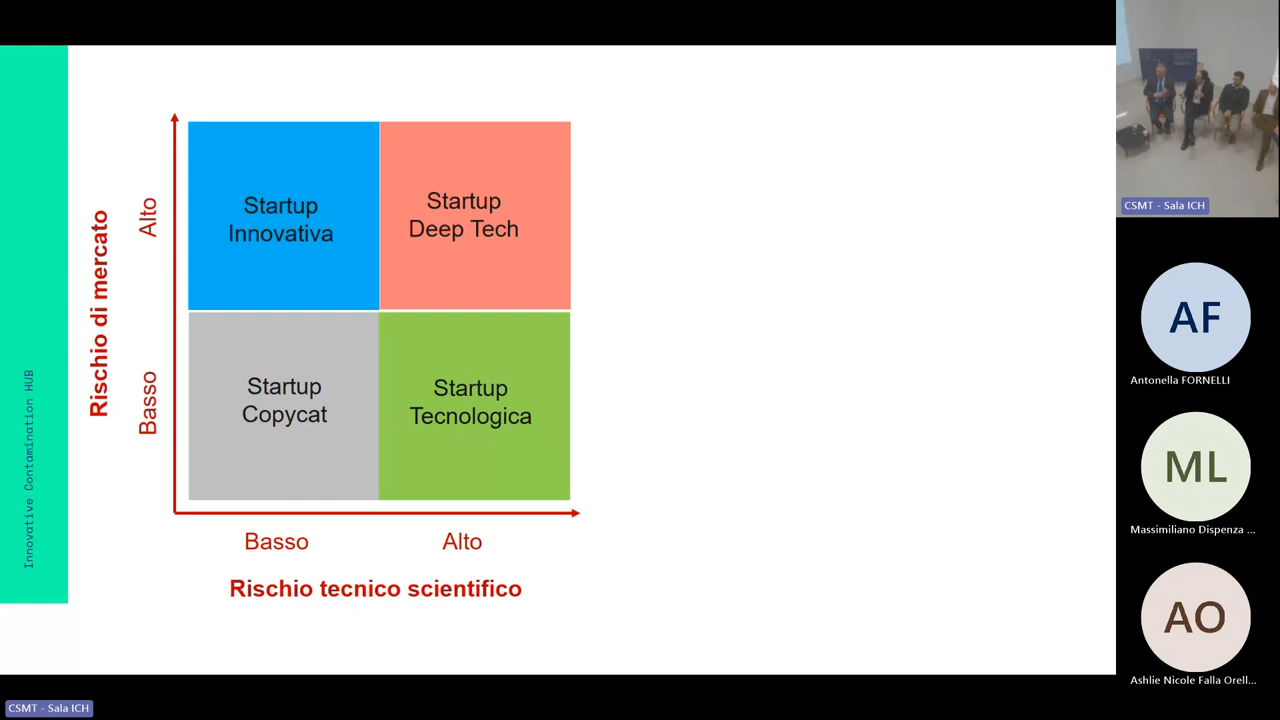 Innovative Contamination HUB
Rischio di mercato
Alto
Basso
Startup
Innovativa
Startup
Deep Tech
Startup
Copycat
Startup
Tecnologica
Basso
Alto
Rischio tecnico scientifico
CSMT - Sala ICH
AF
Antonella FORNELLI
ML
Massimiliano Dispenza ...
AO
Ashlie Nicole Falla Orell...
CSMT - Sala ICH